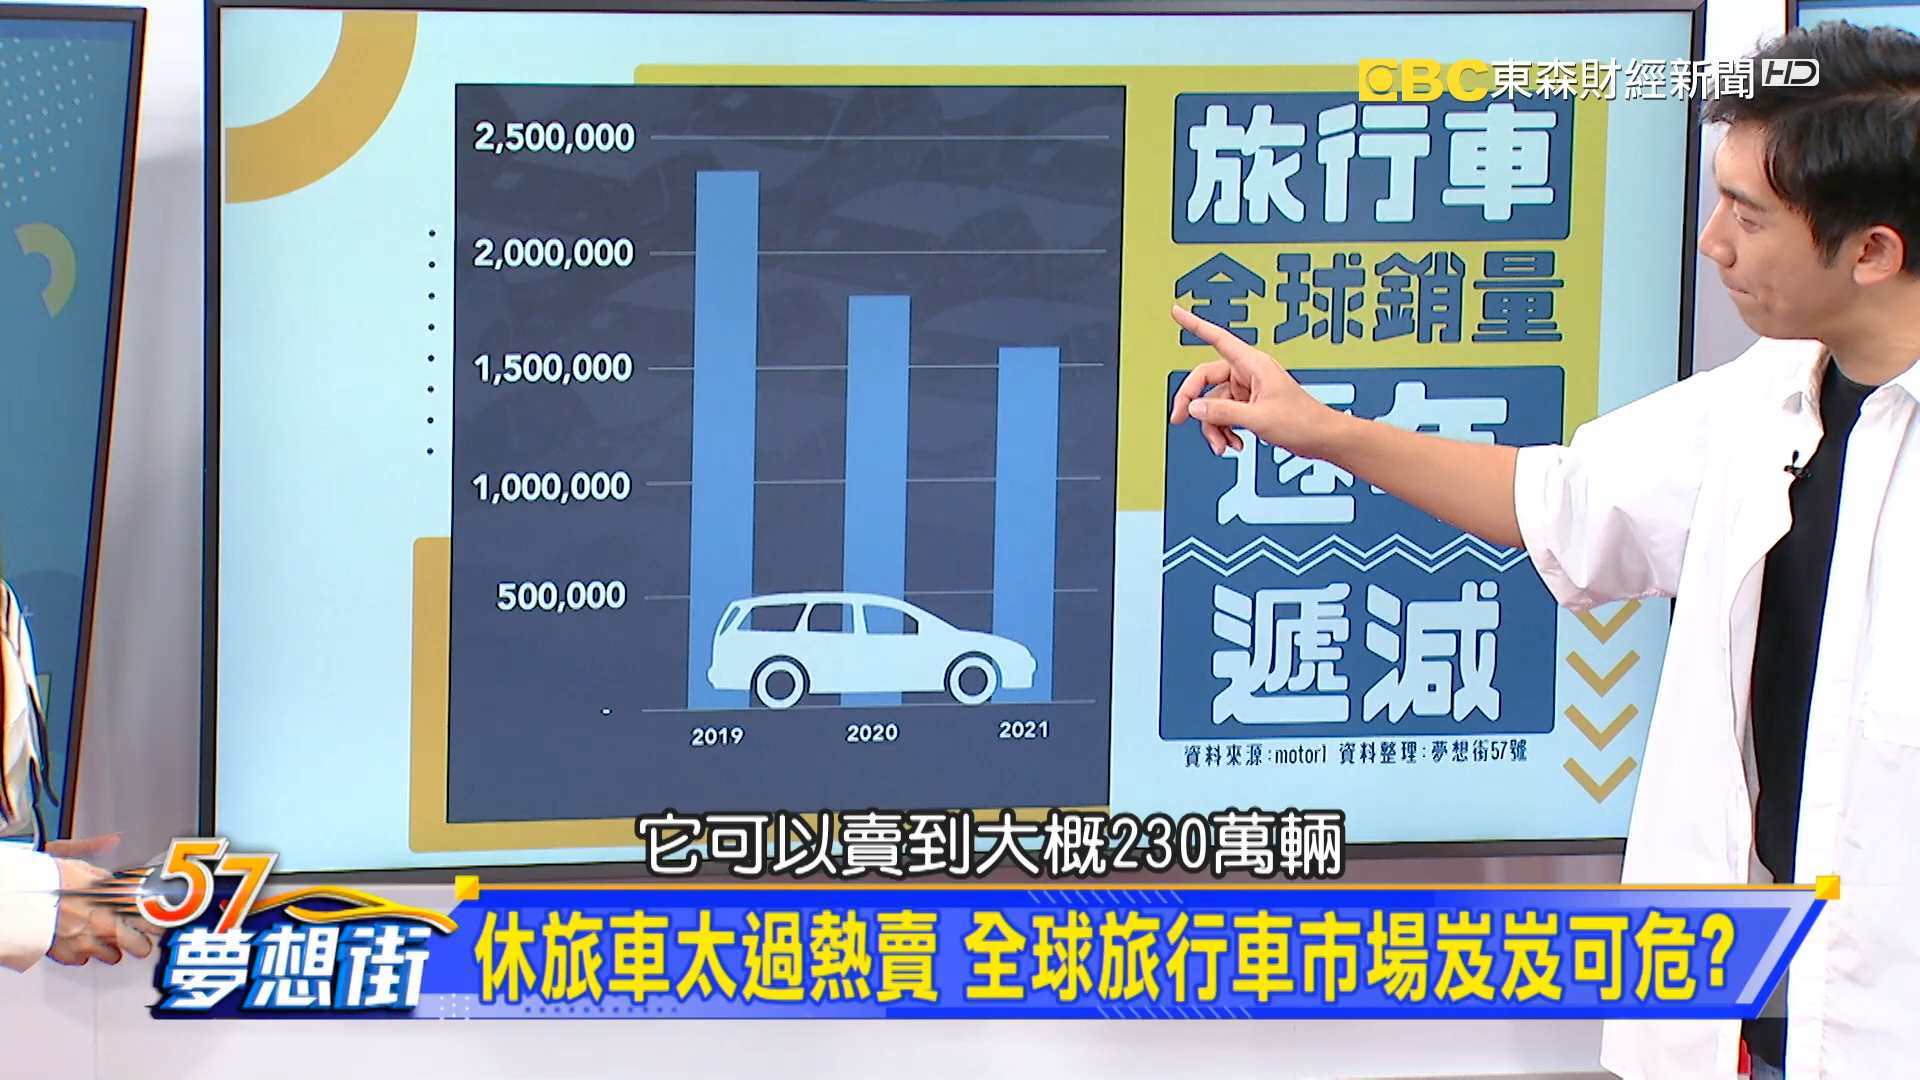 EBC 東森財經新聞 HD
旅行車
全球銷量
逐年
遞減
2,500,000
2,000,000
1,500,000
1,000,000
500,000
-
2019 2020 2021
資料來源:motor1 資料整理:夢想街57號
它可以賣到大概230萬輛
57
夢想街
休旅車太過熱賣 全球旅行車市場岌岌可危?